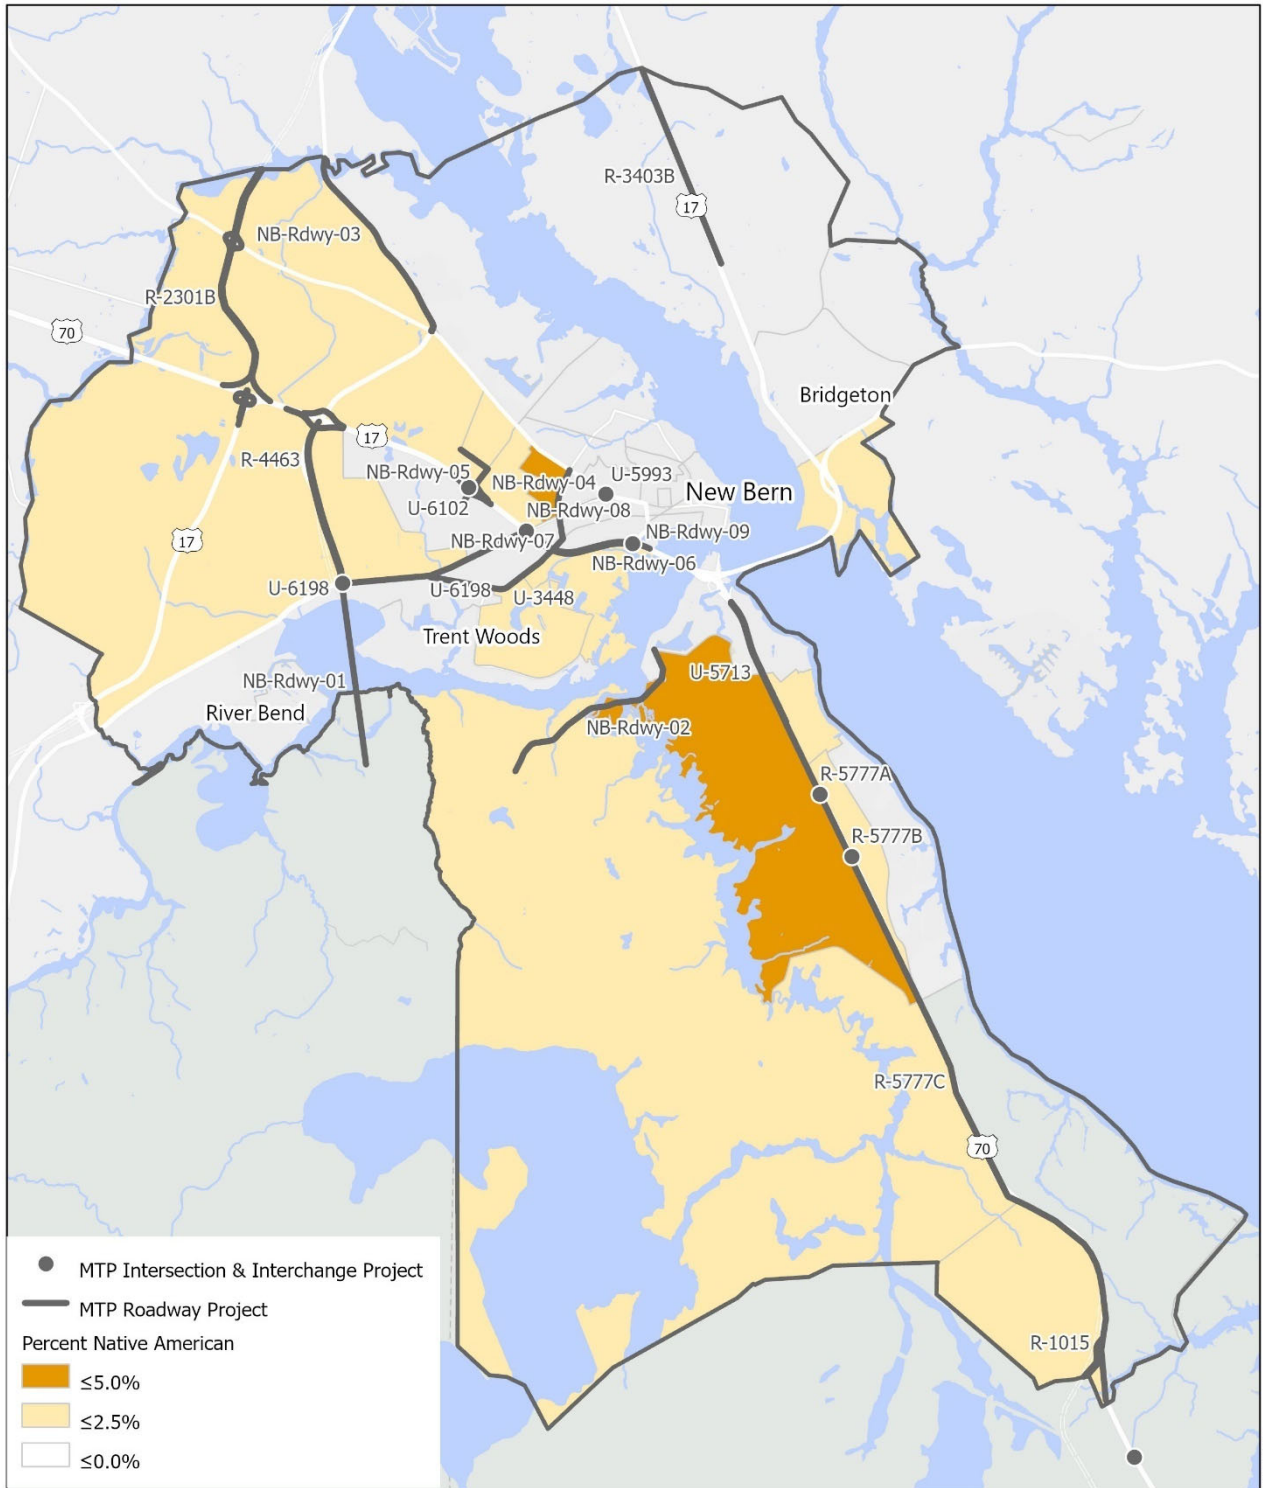 R-3403B
17
NB-Rdwy-03
R-2301B
70
Bridgeton
17
R-4463
NB-Rdwy-05
U-5993
NB-Rdwy-04
New Bern
U-6102
NB-Rdwy-08
NB-Rdwy-09
17
NB-Rdwy-07
NB-Rdwy-06
U-6198
U-6198
U-3448
Trent Woods
U-5713
NB-Rdwy-01
River Bend
NB-Rdwy-02
R-5777A
R-5777B
R-5777C
70
R-1015
MTP Intersection & Interchange Project
MTP Roadway Project
Percent Native American
≤5.0%
≤2.5%
≤0.0%